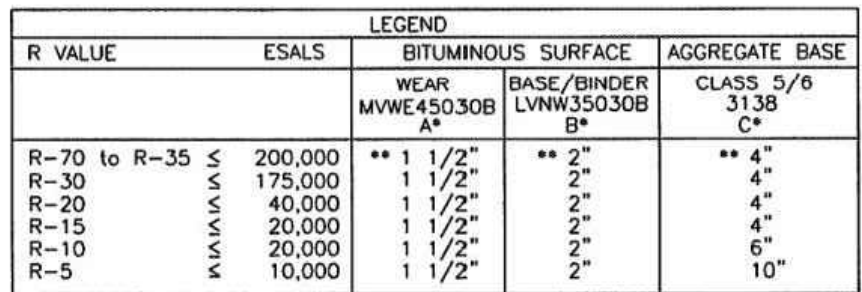 LEGEND
R VALUE ESALS BITUMINOUS SURFACE AGGREGATE BASE
WEAR BASE/BINDER CLASS 5/6
MVWE45030B LVNW35030B 3138
A* B* C*
R-70 to R-35 ≤ 200,000 ** 1 1/2" ** 2" ** 4"
R-30 ≤ 175,000 1 1/2" 2" 4"
R-20 ≤ 40,000 1 1/2" 2" 4"
R-15 ≤ 20,000 1 1/2" 2" 4"
R-10 ≤ 20,000 1 1/2" 2" 6"
R-5 ≤ 10,000 1 1/2" 2" 10"